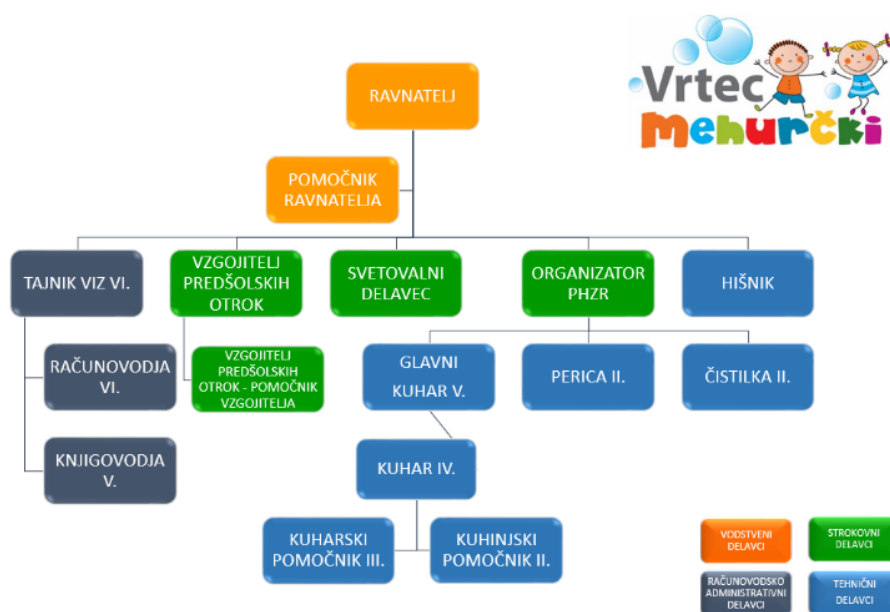 Vrtec
mehurčki
RAVNATELJ
POMOČNIK
RAVNATELJA
TAJNIK VIZ VI.
VZGOJITELJ
PREDŠOLSKIH
OTROK
SVETOVALNI
DELAVEC
ORGANIZATOR
PHZR
HIŠNIK
RAČUNOVODJA
VI.
VZGOJITELJ
PREDŠOLSKIH
OTROK - POMOČNIK
VZGOJITELJA
GLAVNI
KUHAR V.
PERICA II.
ČISTILKA II.
KNJIGOVODJA
V.
KUHAR IV.
KUHARSKI
POMOČNIK III.
KUHINJSKI
POMOČNIK II.
VODSTVENI
DELAVCI
STROKOVNI
DELAVCI
RAČUNOVODSKO
ADMINISTRATIVNI
DELAVCI
TEHNIČNI
DELAVCI